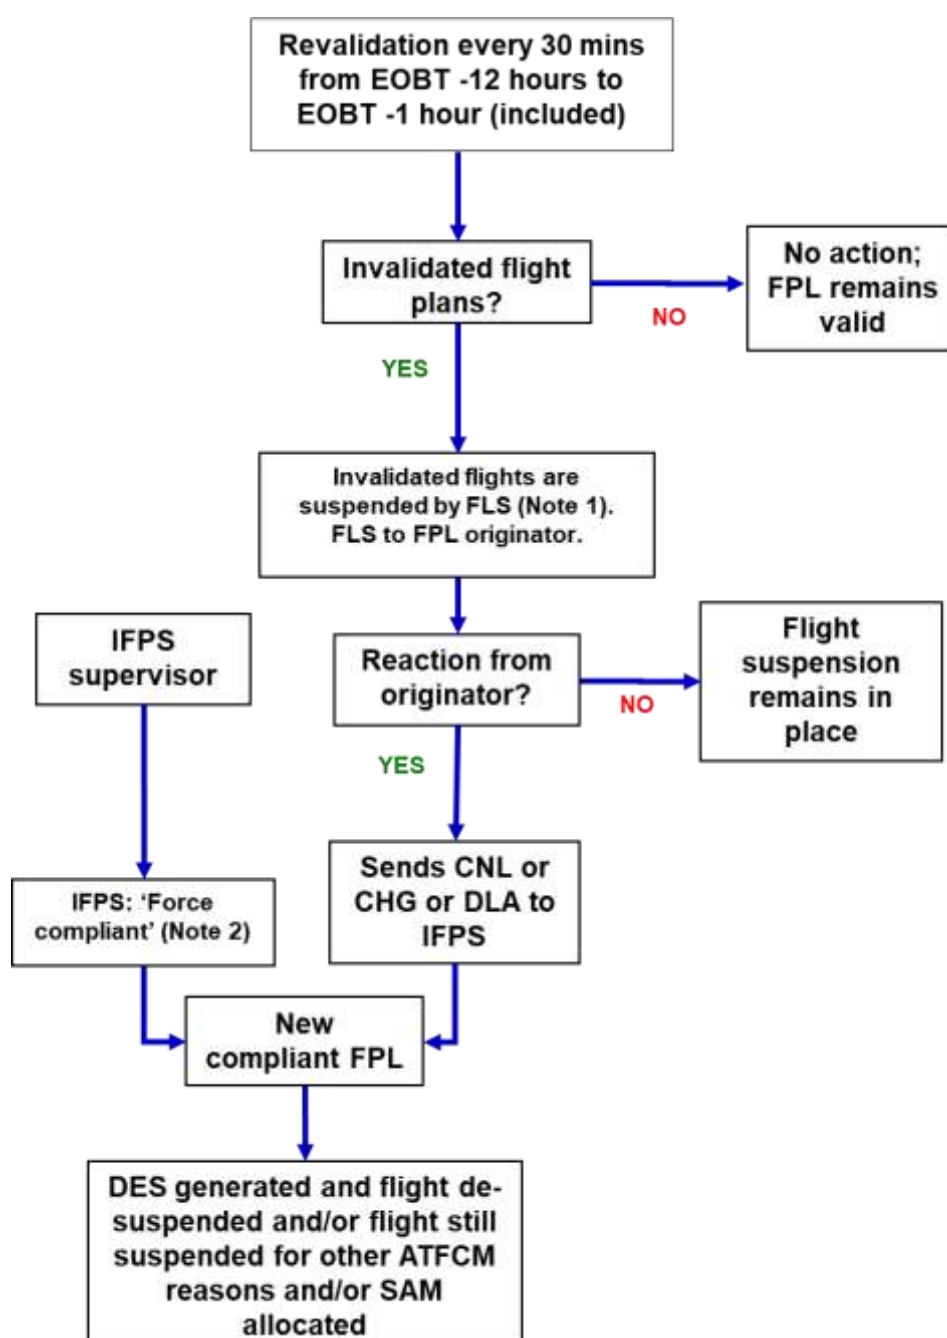 Revalidation every 30 mins
from EOBT -12 hours to
EOBT -1 hour (included)
Invalidated flight
plans?
NO
No action;
FPL remains
valid
YES
Invalidated flights are
suspended by FLS (Note 1).
FLS to FPL originator.
IFPS
supervisor
Reaction from
originator?
NO
Flight
suspension
remains in
place
YES
Sends CNL or
CHG or DLA to
IFPS
IFPS: ‘Force
compliant’ (Note 2)
New
compliant FPL
DES generated and flight de-
suspended and/or flight still
suspended for other ATFCM
reasons and/or SAM
allocated